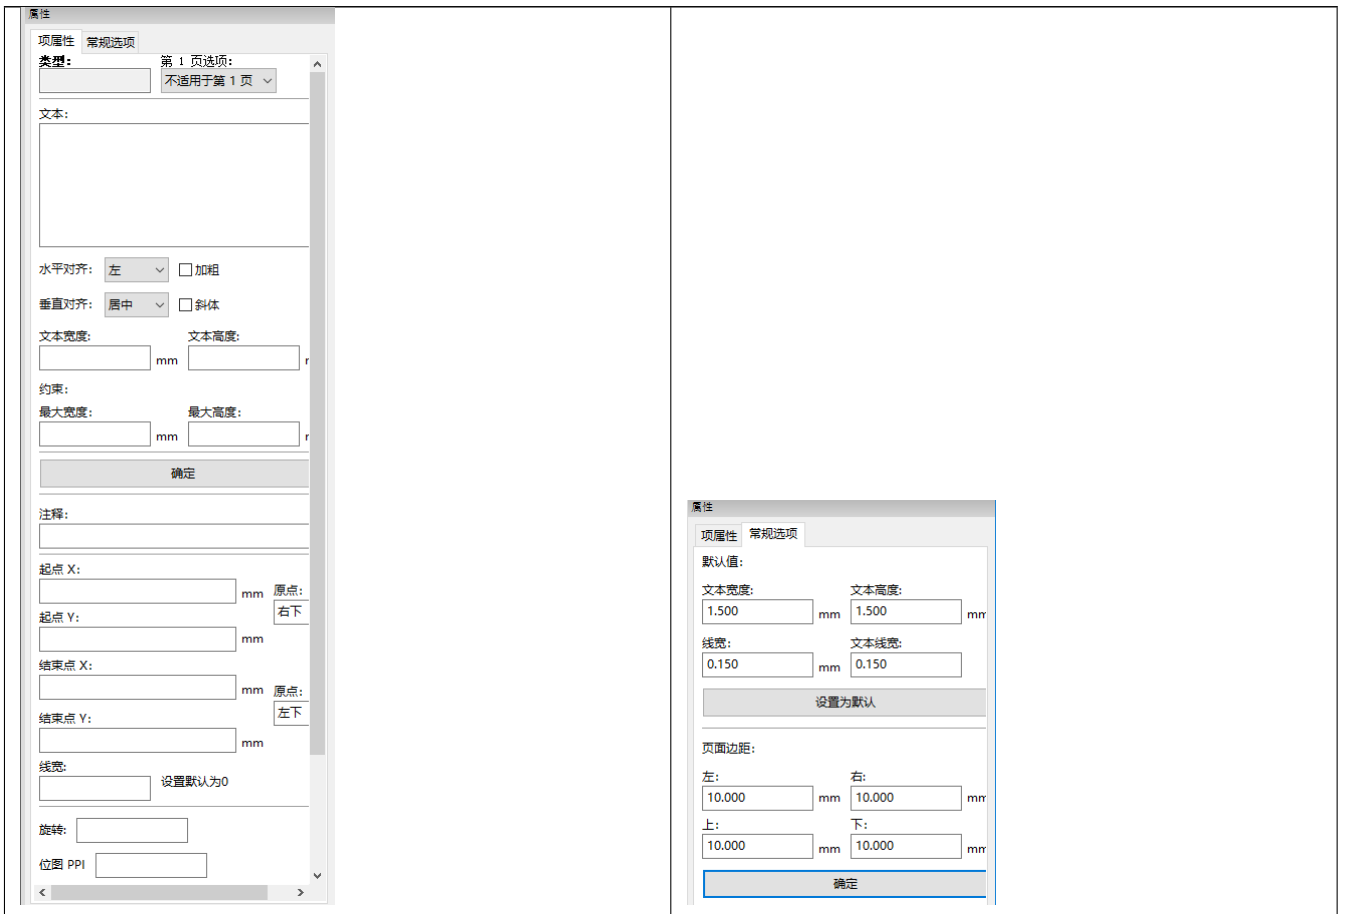 属性
项属性 常规选项
类型: 第 1 页选项:
不适用于第 1 页
文本:
水平对齐: 左 加粗
垂直对齐: 居中 斜体
文本宽度: 文本高度:
mm
约束:
最大宽度: 最大高度:
mm
确定
注释:
起点 X:
mm 原点:
右下
起点 Y:
mm
结束点 X:
mm 原点:
左下
结束点 Y:
mm
线宽:
设置默认为0
旋转:
位图 PPI
属性
项属性 常规选项
默认值:
文本宽度: 文本高度:
1.500 mm 1.500 mm
线宽: 文本线宽:
0.150 mm 0.150
设置为默认
页面边距:
左: 右:
10.000 mm 10.000 mm
上: 下:
10.000 mm 10.000 mm
确定